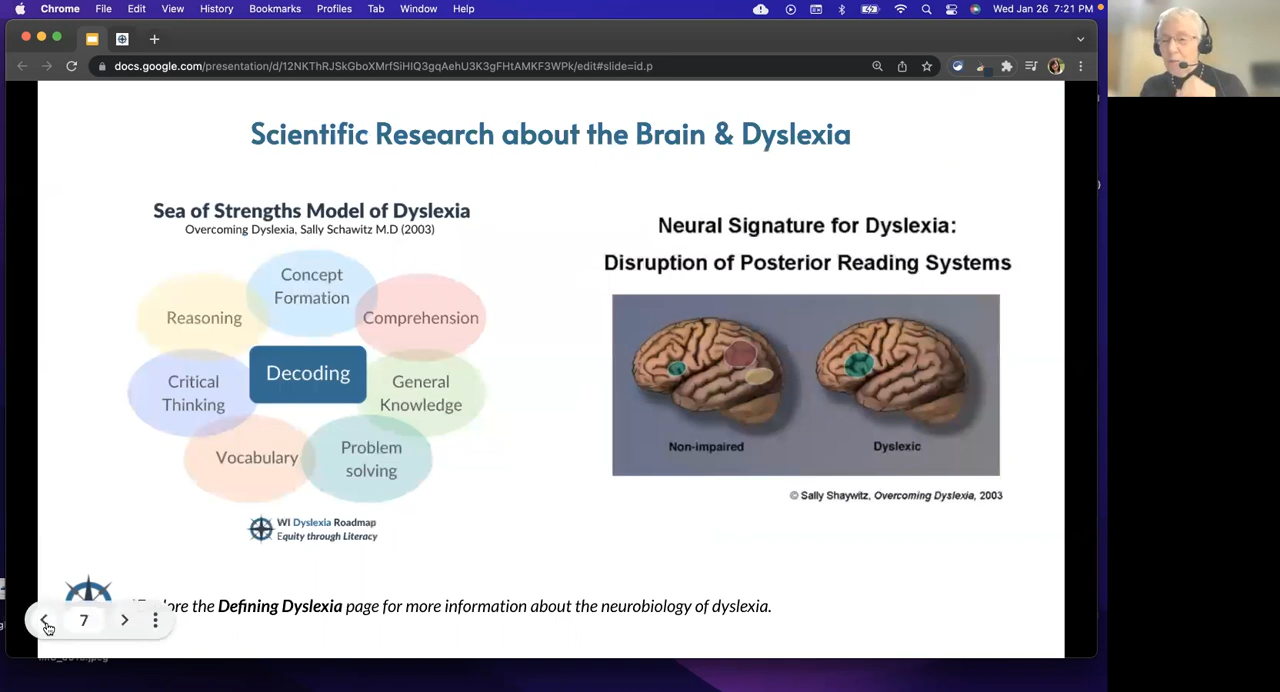 Chrome File Edit View History Bookmarks Profiles Tab Window Help Wed Jan 26 7:21 PM
docs.google.com/presentation/d/12NKThRJSkGboXMrfSiHIQ3gqAehU3K3gFHtAMKF3WPk/edit#slide=id.p
Scientific Research about the Brain & Dyslexia
Sea of Strengths Model of Dyslexia
Overcoming Dyslexia, Sally Schawitz M.D (2003)
Concept
Formation
Reasoning
Comprehension
Decoding
Critical
Thinking
General
Knowledge
Vocabulary
Problem
solving
WI Dyslexia Roadmap
Equity through Literacy
Neural Signature for Dyslexia:
Disruption of Posterior Reading Systems
Non-impaired
Dyslexic
© Sally Shaywitz, Overcoming Dyslexia, 2003
the Defining Dyslexia page for more information about the neurobiology of dyslexia.
7